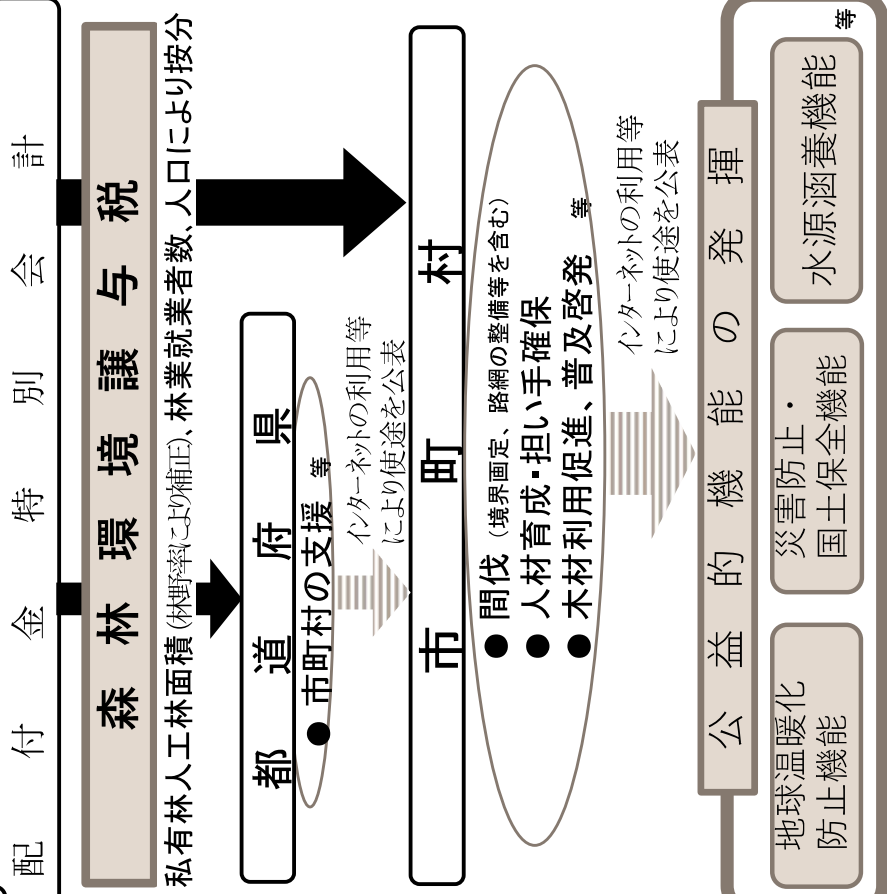 配付金特別会計
森林環境譲与税
私有林人工林面積(林野率により補正)、林業就業者数、人口により按分
都道府県
●市町村の支援 等
インターネットの利用等
により使途を公表
市町村
●間伐(境界画定、路網の整備等を含む)
●人材育成・担い手確保
●木材利用促進、普及啓発 等
インターネットの利用等
により使途を公表
公益的機能の発揮
地球温暖化
防止機能
災害防止・
国土保全機能
水源涵養機能
等